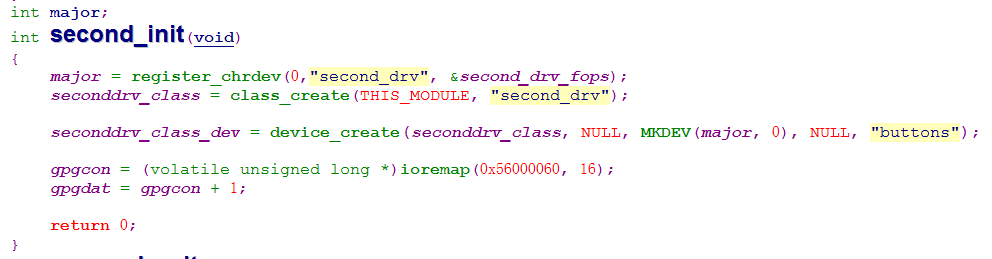 int major;
int second_init(void)
{
    major = register_chrdev(0,"second_drv", &second_drv_fops);
    seconddrv_class = class_create(THIS_MODULE, "second_drv");
    seconddrv_class_dev = device_create(seconddrv_class, NULL, MKDEV(major, 0), NULL, "buttons");
    gpgcon = (volatile unsigned long *)ioremap(0x56000060, 16);
    gpgdat = gpgcon + 1;
    return 0;
}